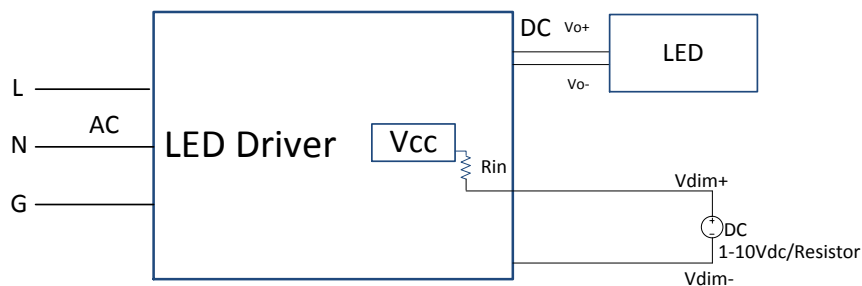 DC
Vo+
LED
Vo-
L
AC
N
G
LED Driver
Vcc
Rin
Vdim+
+
−
DC
1-10Vdc/Resistor
Vdim-